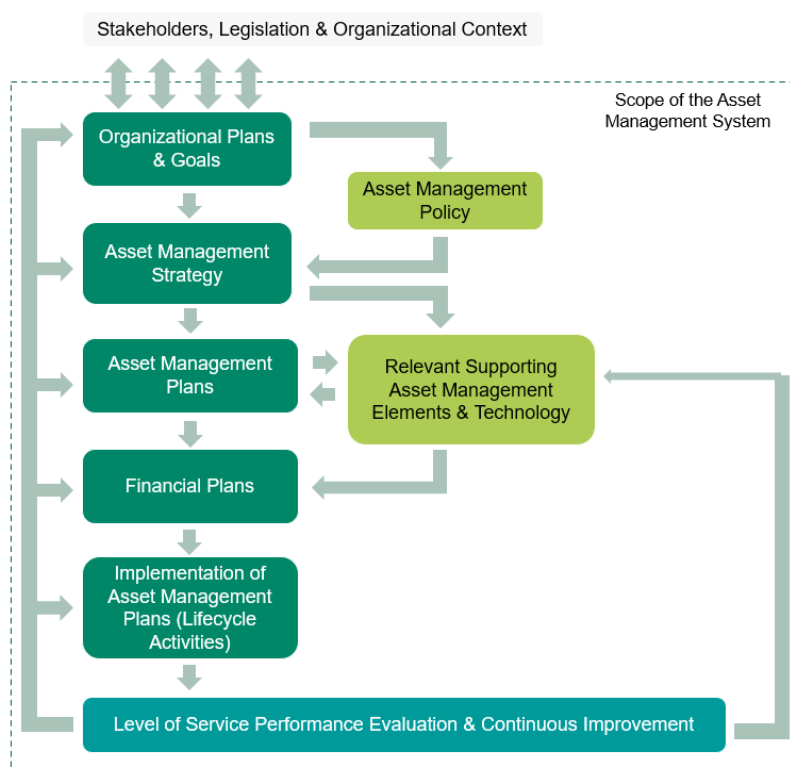 Stakeholders, Legislation & Organizational Context
Scope of the Asset
Management System
Organizational Plans
& Goals
Asset Management
Policy
Asset Management
Strategy
Asset Management
Plans
Relevant Supporting
Asset Management
Elements & Technology
Financial Plans
Implementation of
Asset Management
Plans (Lifecycle
Activities)
Level of Service Performance Evaluation & Continuous Improvement